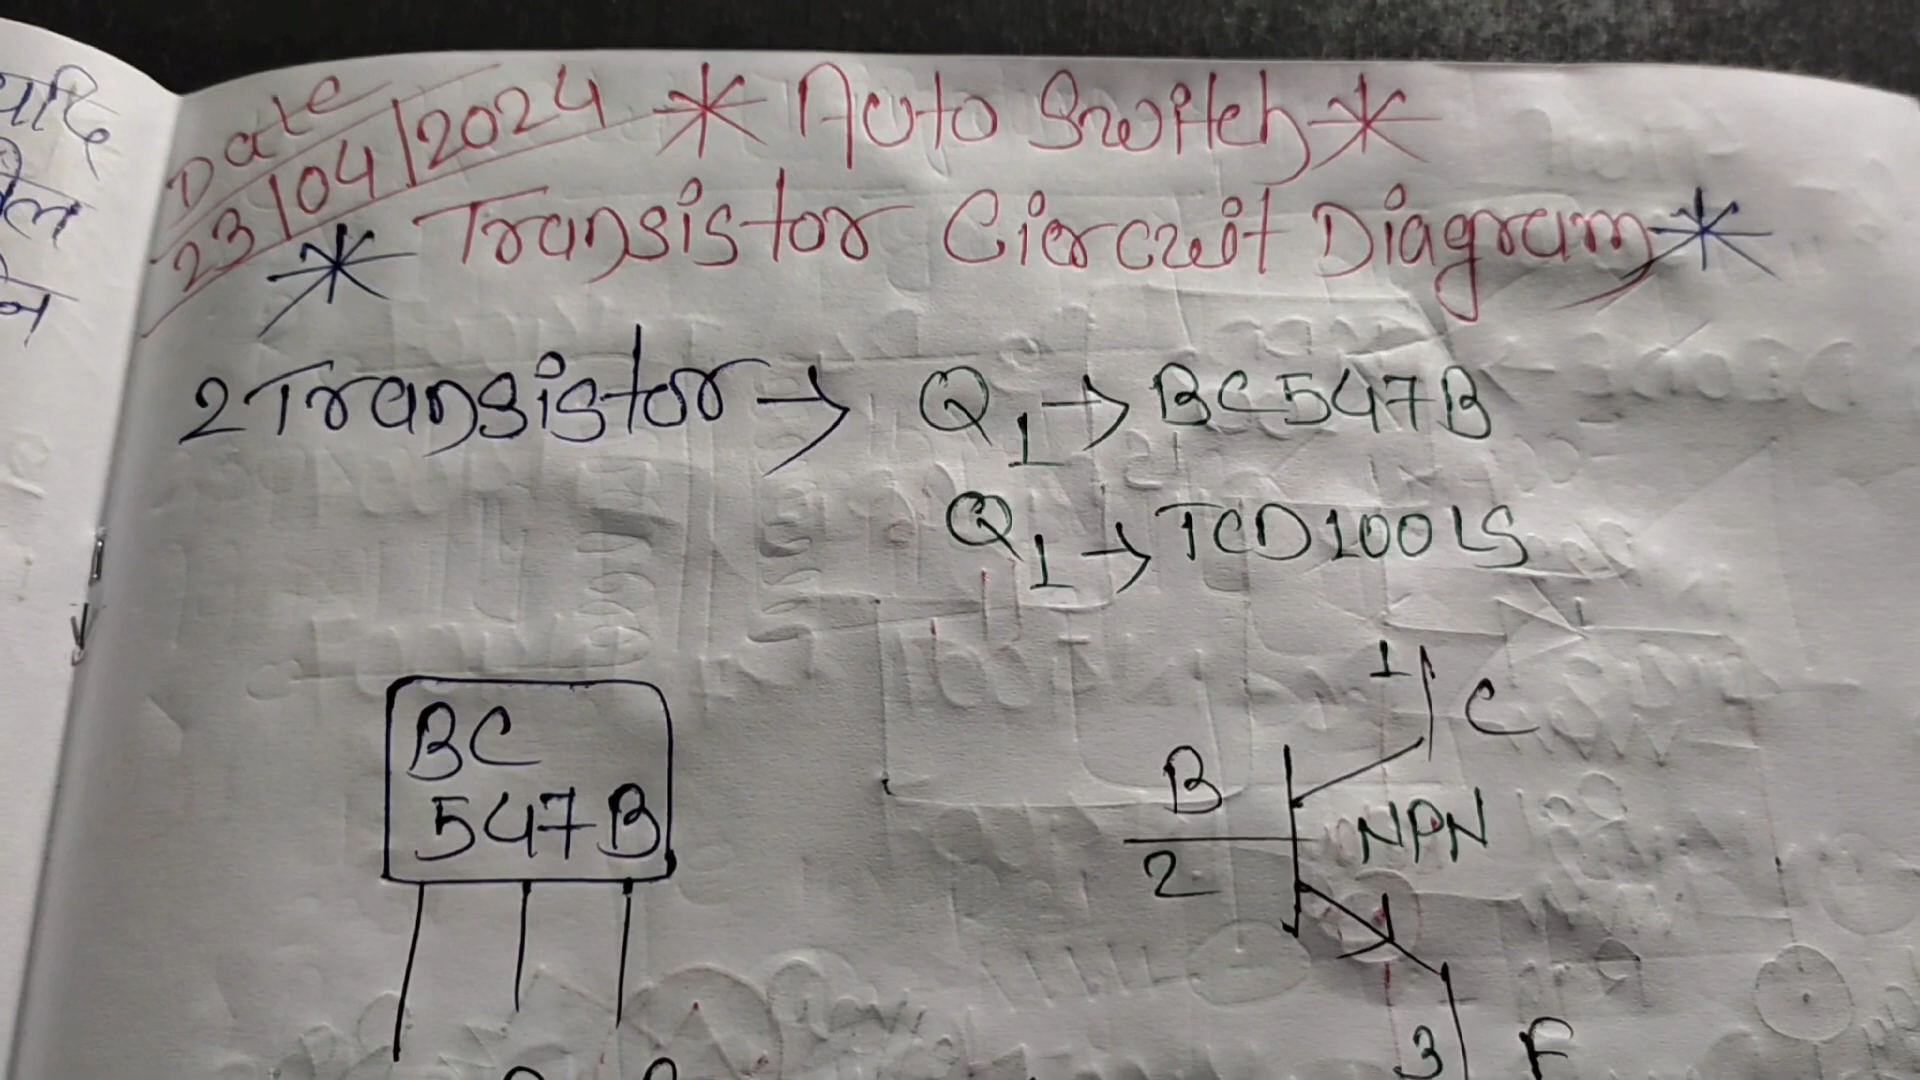 Date
23/04/2024
* Auto Switch *
* Transistor Ciercuit Diagram *
2 Transistor → Q1 → BC547B
Q1 → TCD100LS
BC
547B
1 C
B
2
NPN
3 E